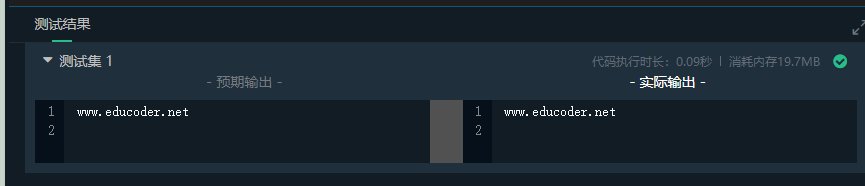 测试结果
测试集 1
代码执行时长：0.09秒 | 消耗内存19.7MB
- 预期输出 -
- 实际输出 -
1 www.educoder.net
2
1 www.educoder.net
2